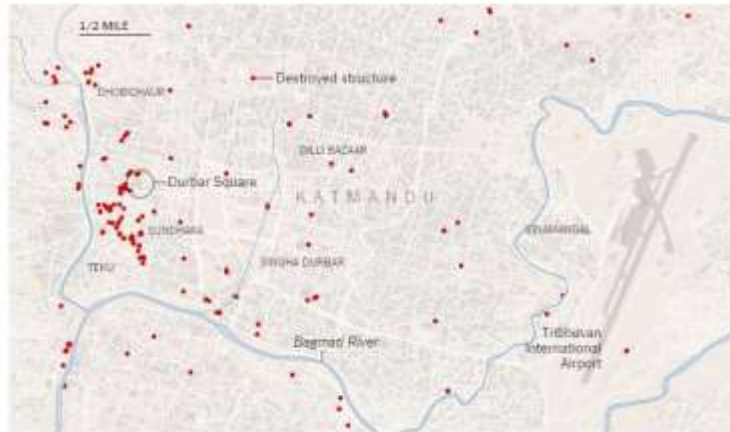 1/2 MILE
Destroyed structure
DHOBICHAUR
DILLI BAZAAR
Durbar Square
KATMANDU
SUNDHARA
SINAMANGAL
TEKU
SINGHA DURBAR
Bagmati River
Tribhuvan
International
Airport